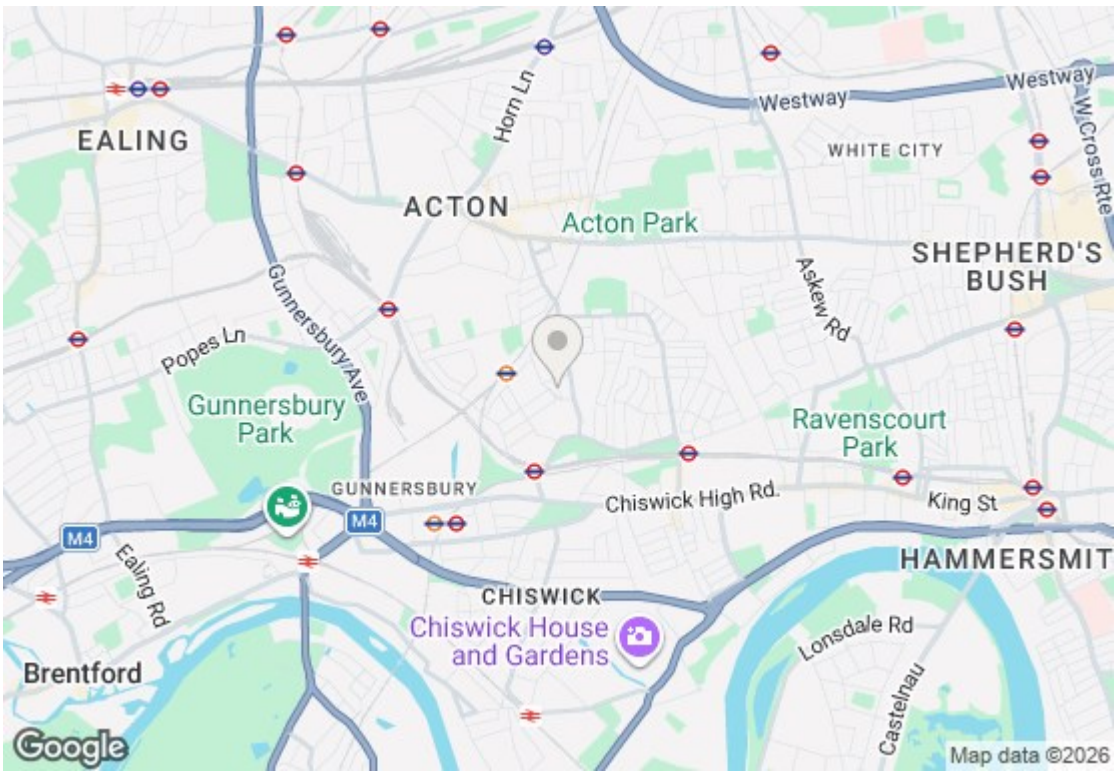 Horn Ln
Westway
Westway
W Cross Rte
EALING
WHITE CITY
ACTON
Acton Park
SHEPHERD'S
BUSH
Gunnersbury Ave
Askew Rd
Popes Ln
Gunnersbury
Park
Ravenscourt
Park
GUNNERSBURY
Chiswick High Rd.
King St
M4
M4
Ealing Rd
HAMMERSMIT
CHISWICK
Chiswick House
and Gardens
Lonsdale Rd
Brentford
Castelnau
Google
Map data ©2026